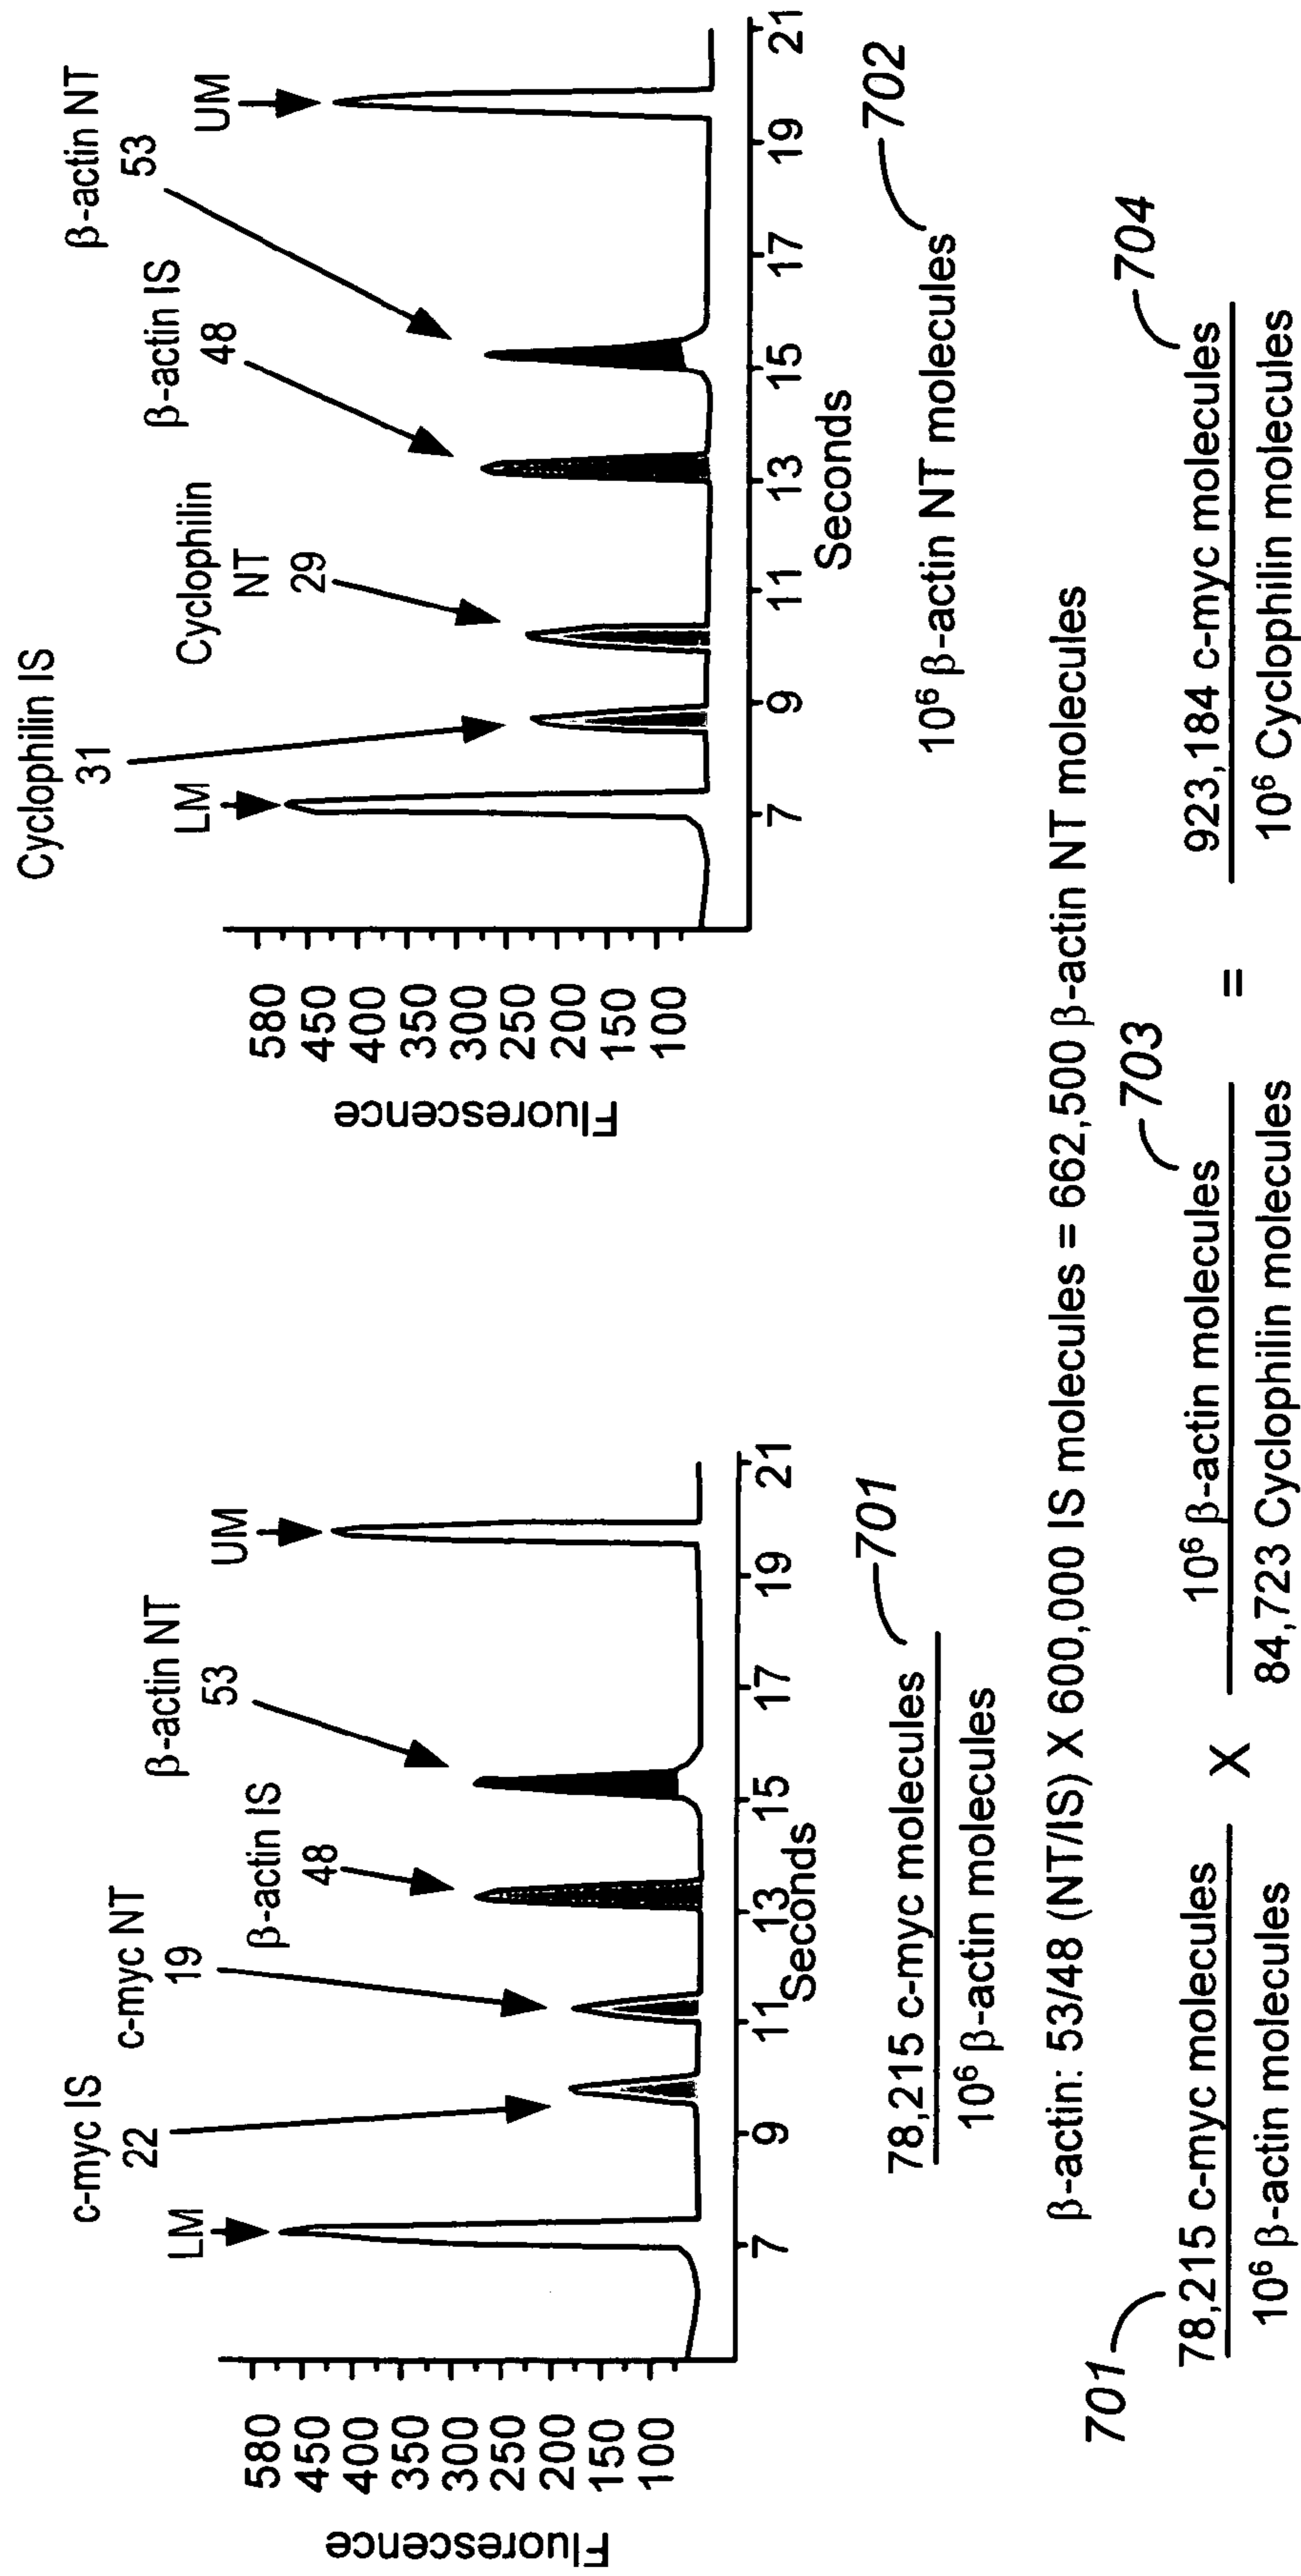 c-myc IS
22
c-myc NT
19
β-actin IS
48
β-actin NT
53
LM
UM
Fluorescence
580
450
400
350
300
250
200
150
100
7
9
11
13
15
17
19
21
Seconds
78,215 c-myc molecules
10⁶ β-actin molecules
701
Cyclophilin IS
31
Cyclophilin
NT
29
β-actin IS
48
β-actin NT
53
LM
UM
Fluorescence
580
450
400
350
300
250
200
150
100
7
9
11
13
15
17
19
21
Seconds
10⁶ β-actin NT molecules
702
β-actin: 53/48 (NT/IS) X 600,000 IS molecules = 662,500 β-actin NT molecules
701
703
704
78,215 c-myc molecules X 10⁶ β-actin molecules = 923,184 c-myc molecules
10⁶ β-actin molecules 84,723 Cyclophilin molecules 10⁶ Cyclophilin molecules